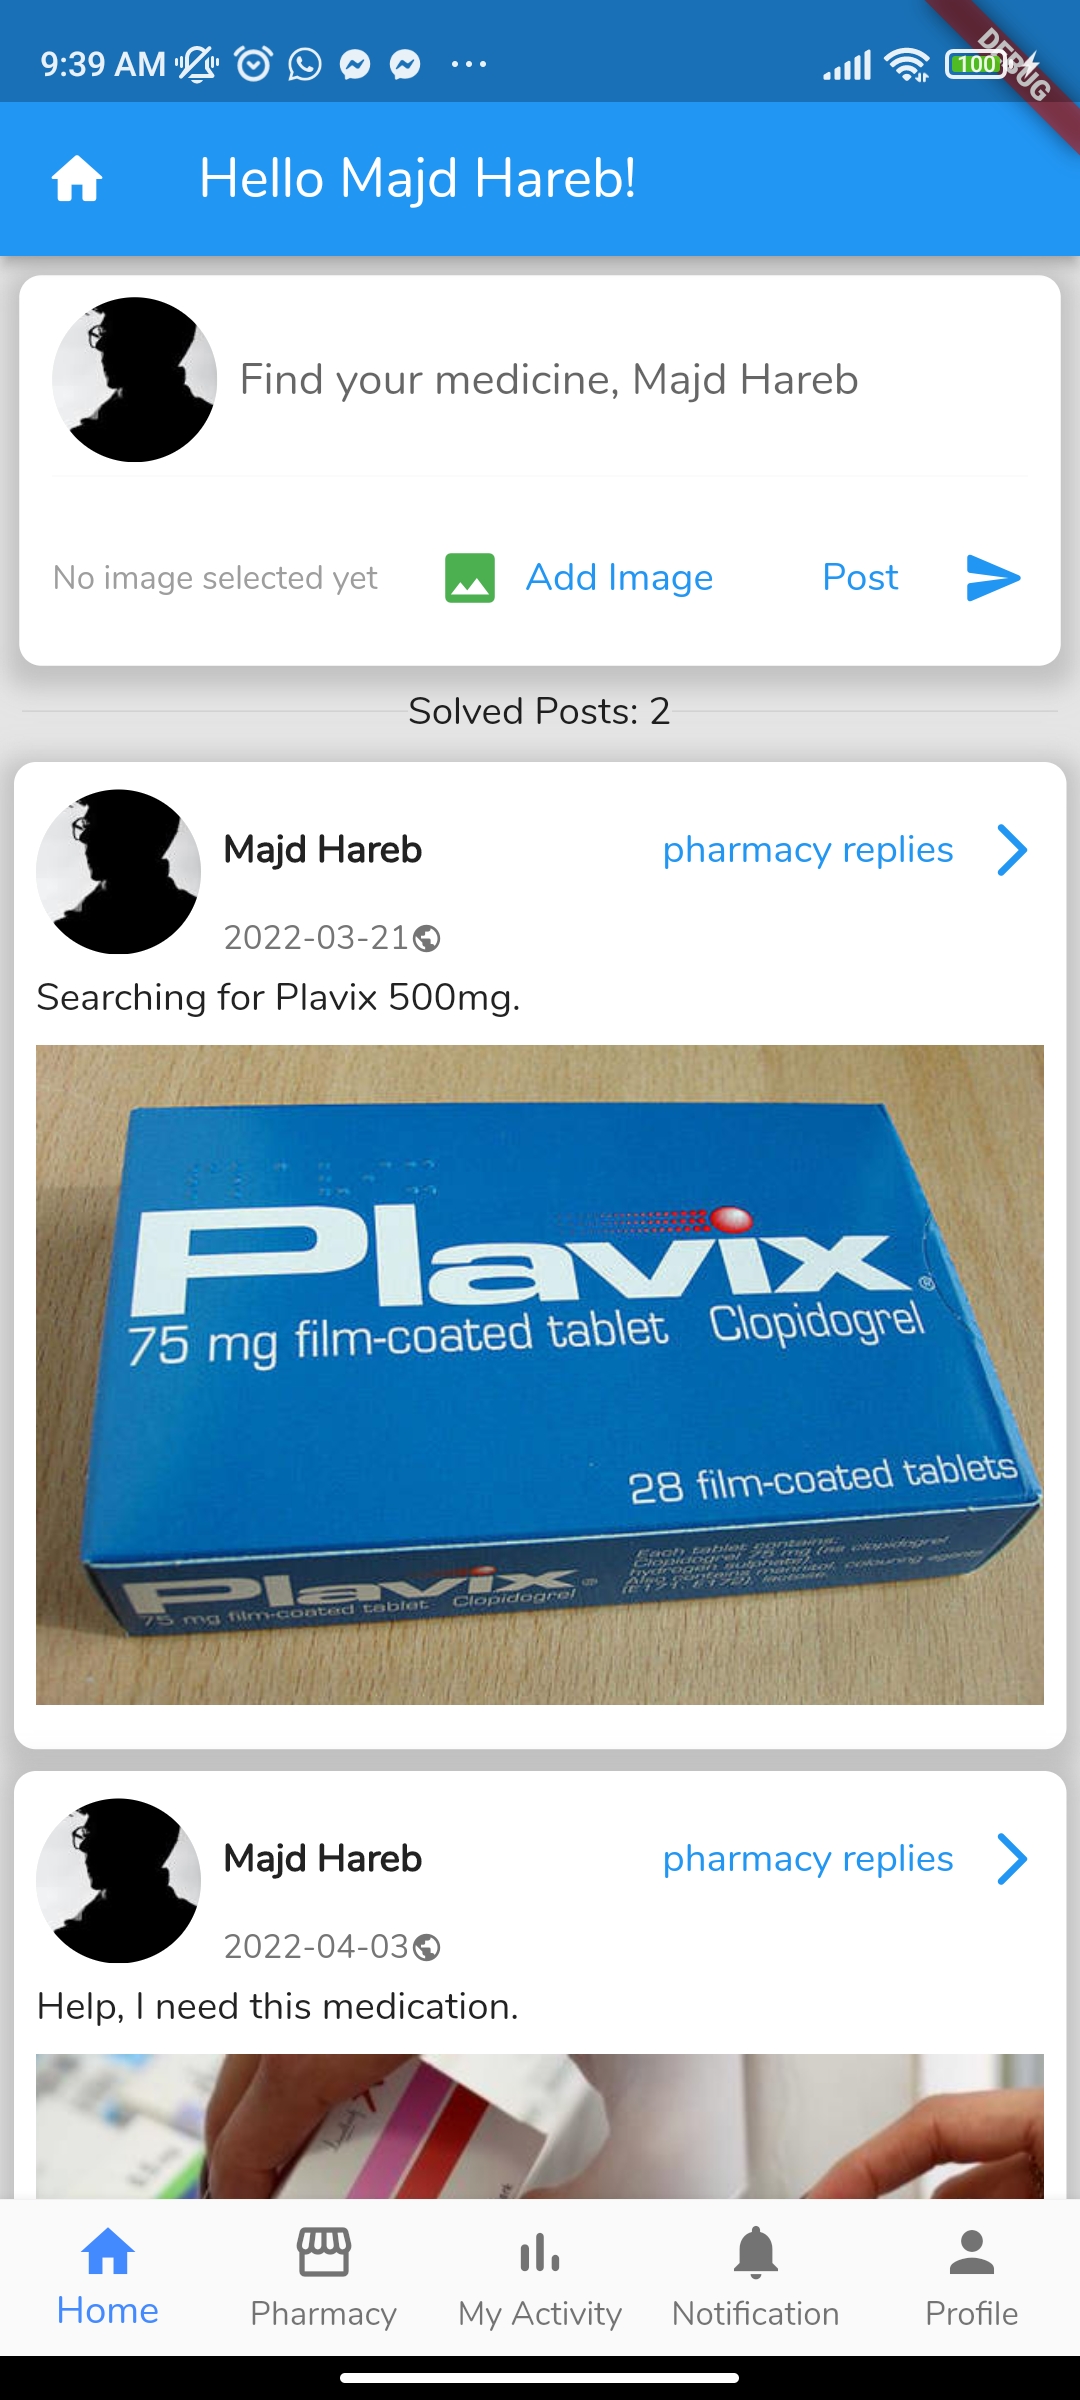 9:39 AM
100
DEBUG
Hello Majd Hareb!
Find your medicine, Majd Hareb
No image selected yet
Add Image
Post
Solved Posts: 2
Majd Hareb
pharmacy replies
2022-03-21
Searching for Plavix 500mg.
Plavix®
75 mg film-coated tablet Clopidogrel
28 film-coated tablets
Plavix®
75 mg film-coated tablet Clopidogrel
Each tablet contains:
Clopidogrel 75 mg (as clopidogrel
hydrogen sulphate).
Also contains mannitol, colouring agents
(E171, E172), lactose.
Majd Hareb
pharmacy replies
2022-04-03
Help, I need this medication.
Home
Pharmacy
My Activity
Notification
Profile